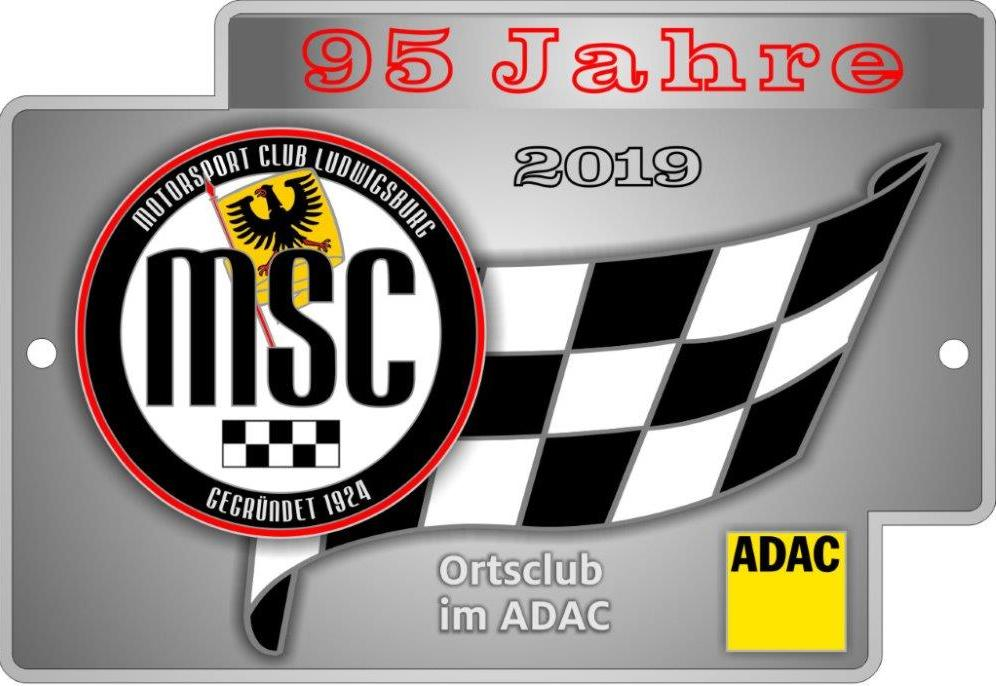 95 Jahre
2019
MOTORSPORT CLUB LUDWIGSBURG
MSC
GEGRÜNDET 1924
Ortsclub
im ADAC
ADAC